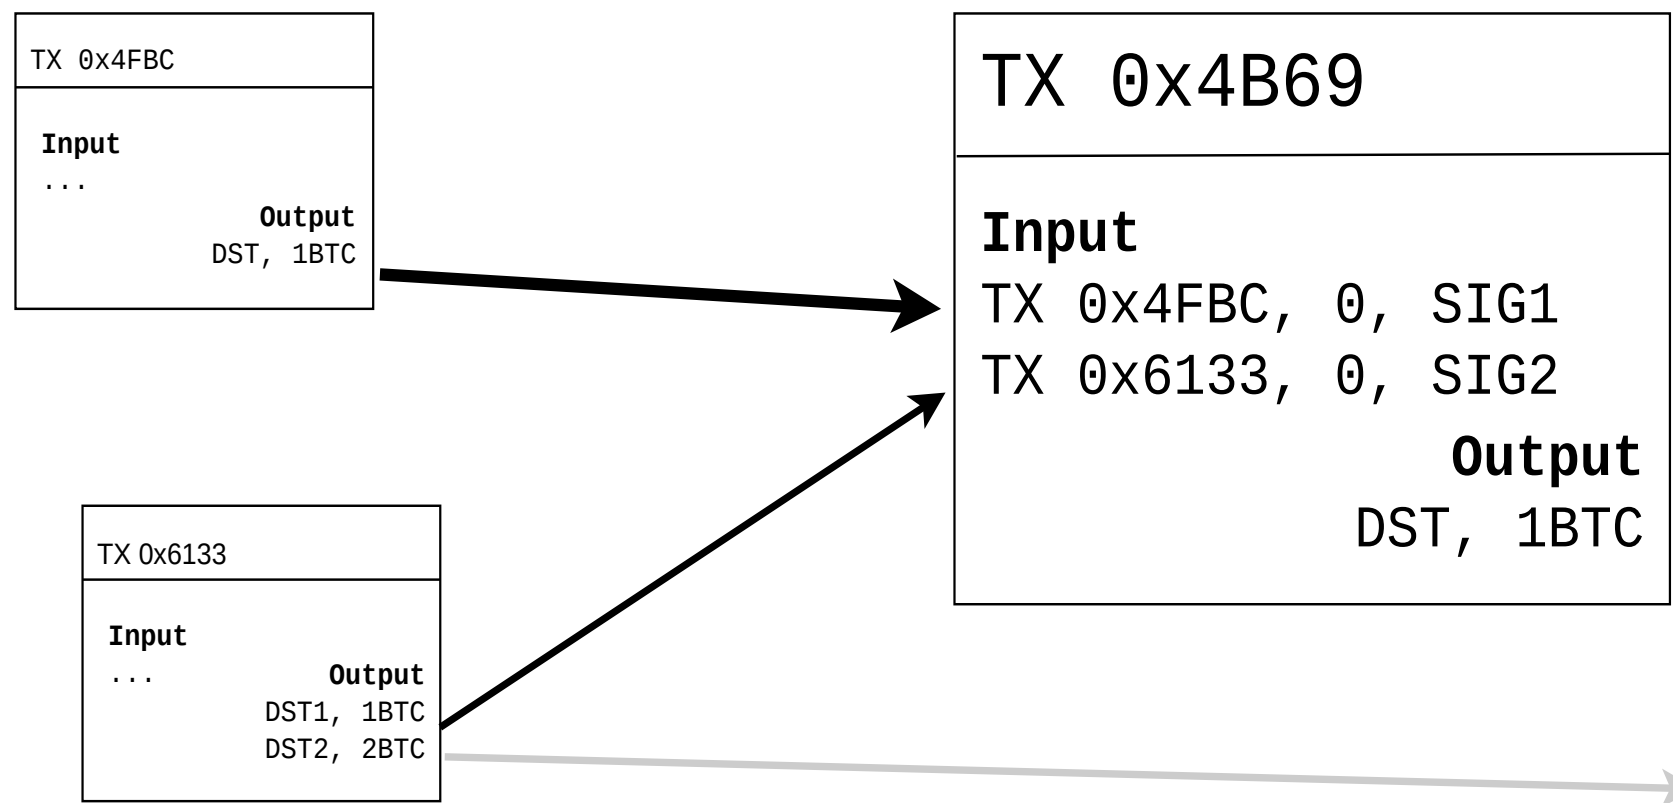 TX 0x4FBC
Input
...
Output
DST, 1BTC
TX 0x6133
Input
...
Output
DST1, 1BTC
DST2, 2BTC
TX 0x4B69
Input
TX 0x4FBC, 0, SIG1
TX 0x6133, 0, SIG2
Output
DST, 1BTC